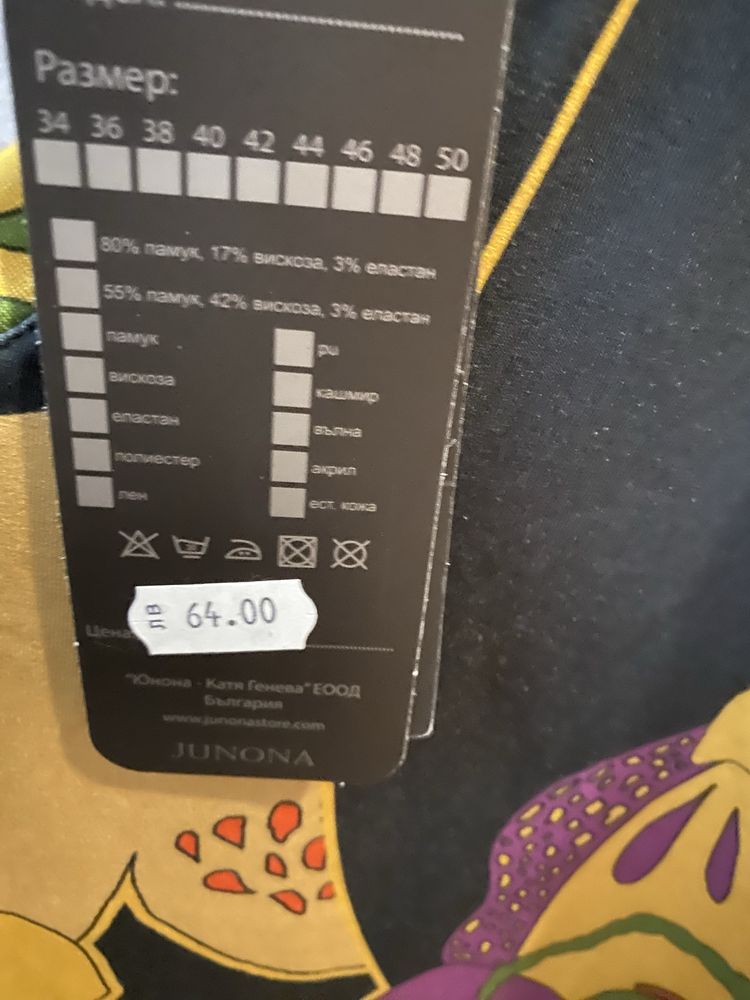 Размер:
34 36 38 40 42 44 46 48 50
80% памук, 17% вискоза, 3% еластан
55% памук, 42% вискоза, 3% еластан
памук
вискоза
еластан
полиестер
лен
pu
кашмир
вълна
акрил
ест. кожа
30
лв 64.00
Цена
"Юнона - Катя Генева" ЕООД
България
www.junonastore.com
JUNONA